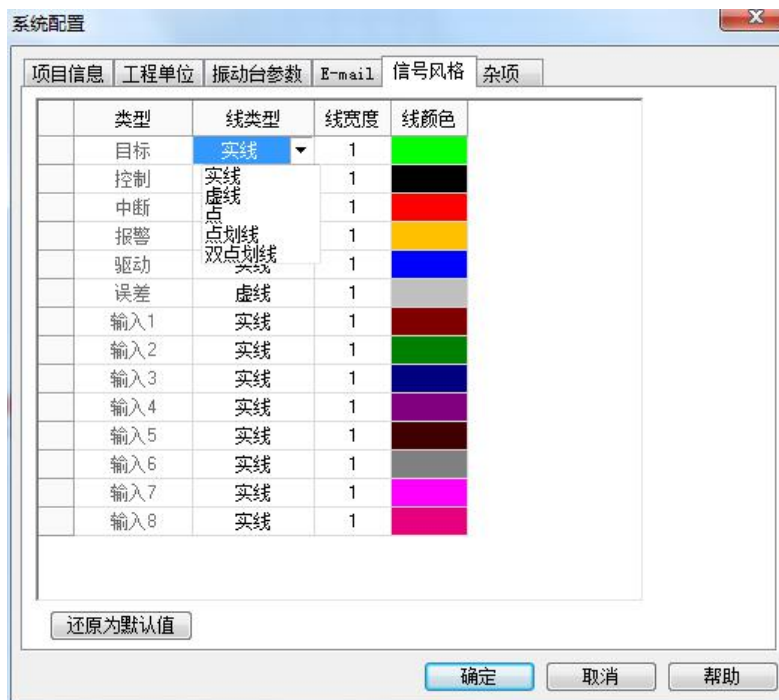 系统配置
项目信息 工程单位 振动台参数 E-mail 信号风格 杂项
类型 线类型 线宽度 线颜色
目标 实线 1
控制 实线 1
中断 虚线 1
点
报警 点划线 1
双点划线
驱动 实线 1
误差 虚线 1
输入1 实线 1
输入2 实线 1
输入3 实线 1
输入4 实线 1
输入5 实线 1
输入6 实线 1
输入7 实线 1
输入8 实线 1
还原为默认值
确定 取消 帮助